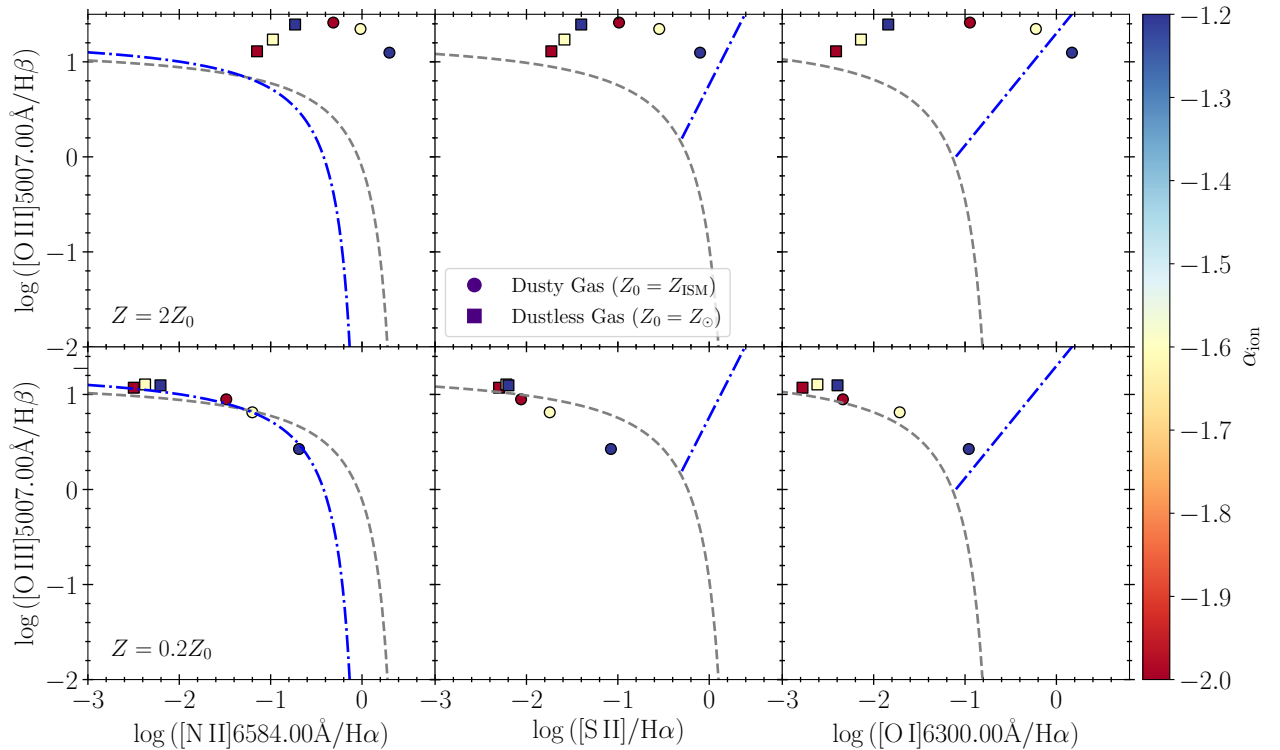 log ([O III]5007.00Å/Hβ)
1
0
−1
−2
Z = 2Z₀
Dusty Gas (Z₀ = Z_ISM)
Dustless Gas (Z₀ = Z_⊙)
log ([O III]5007.00Å/Hβ)
1
0
−1
−2
Z = 0.2Z₀
−3 −2 −1 0
−3 −2 −1 0
−3 −2 −1 0
log ([N II]6584.00Å/Hα)
log ([S II]/Hα)
log ([O I]6300.00Å/Hα)
−1.2
−1.3
−1.4
−1.5
−1.6
−1.7
−1.8
−1.9
−2.0
α_ion